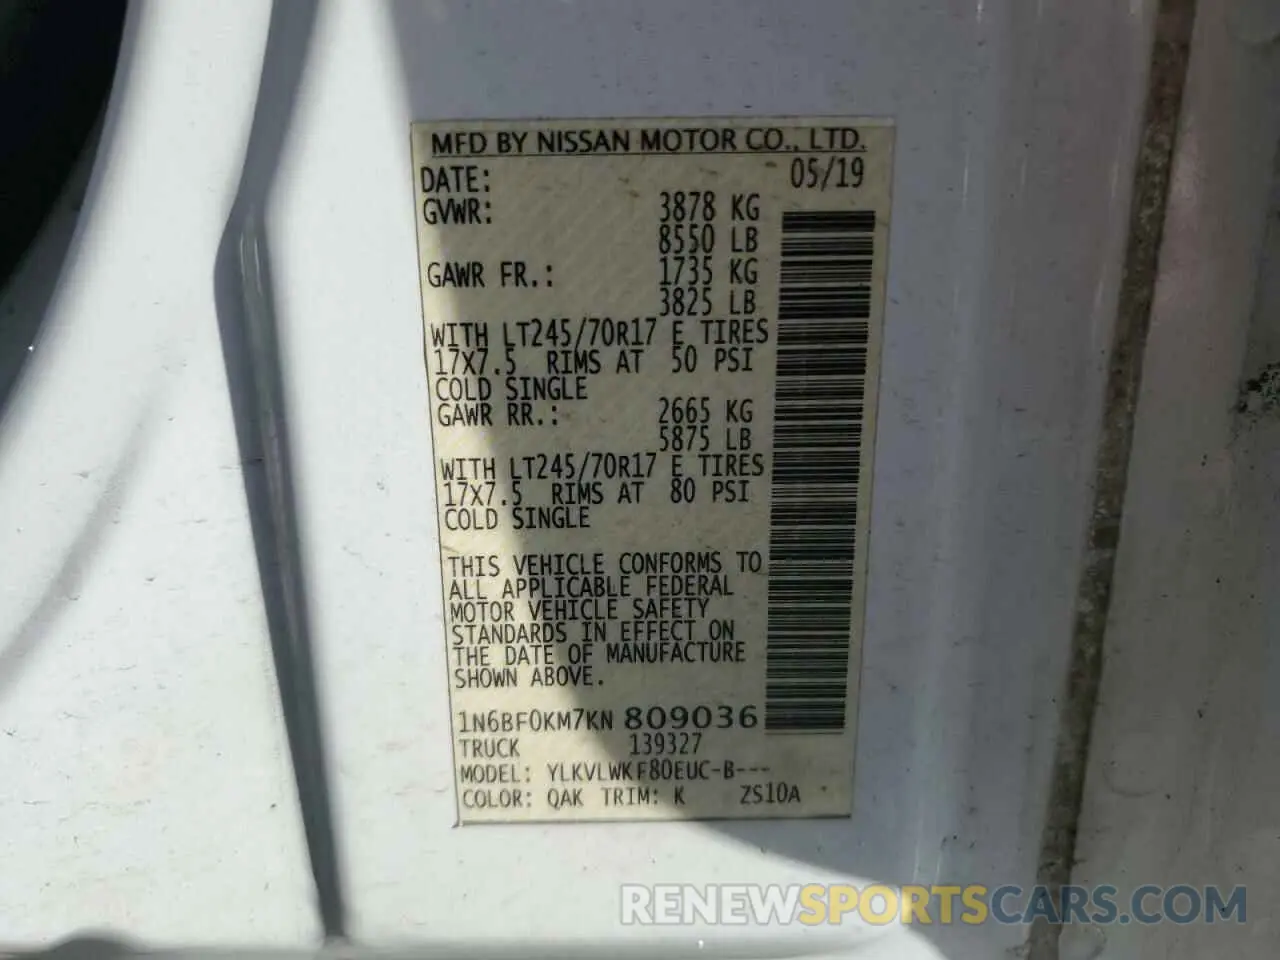 MFD BY NISSAN MOTOR CO., LTD.
DATE: 05/19
GVWR: 3878 KG
8550 LB
GAWR FR.: 1735 KG
3825 LB
WITH LT245/70R17 E TIRES
17X7.5 RIMS AT 50 PSI
COLD SINGLE
GAWR RR.: 2665 KG
5875 LB
WITH LT245/70R17 E TIRES
17X7.5 RIMS AT 80 PSI
COLD SINGLE
THIS VEHICLE CONFORMS TO
ALL APPLICABLE FEDERAL
MOTOR VEHICLE SAFETY
STANDARDS IN EFFECT ON
THE DATE OF MANUFACTURE
SHOWN ABOVE.
1N6BF0KM7KN 809036
TRUCK 139327
MODEL: YLKVLWKF80EUC-B---
COLOR: QAK TRIM: K ZS10A
RENEWSPORTSCARS.COM